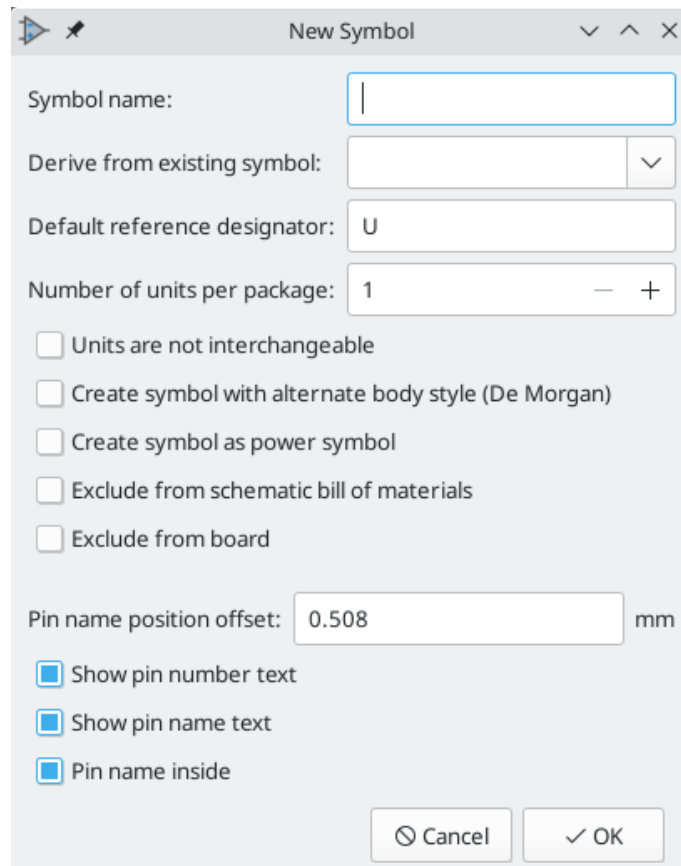 New Symbol
Symbol name:
Derive from existing symbol:
Default reference designator: U
Number of units per package: 1
Units are not interchangeable
Create symbol with alternate body style (De Morgan)
Create symbol as power symbol
Exclude from schematic bill of materials
Exclude from board
Pin name position offset: 0.508 mm
Show pin number text
Show pin name text
Pin name inside
Cancel OK